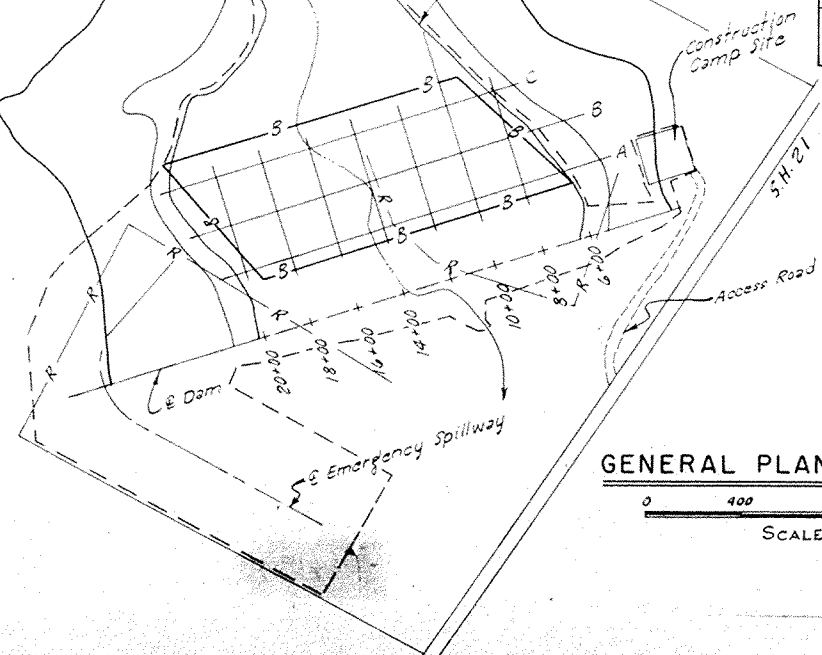 Construction
Camp Site
S.H. 21
C
B
B
B
A
B
B
B
B
B
R
R
R
R
R
R
R
6+00
8+00
10+00
14+00
16+00
18+00
20+00
Access Road
℄ Dam
℄ Emergency Spillway
GENERAL PLAN
0 400
SCALE